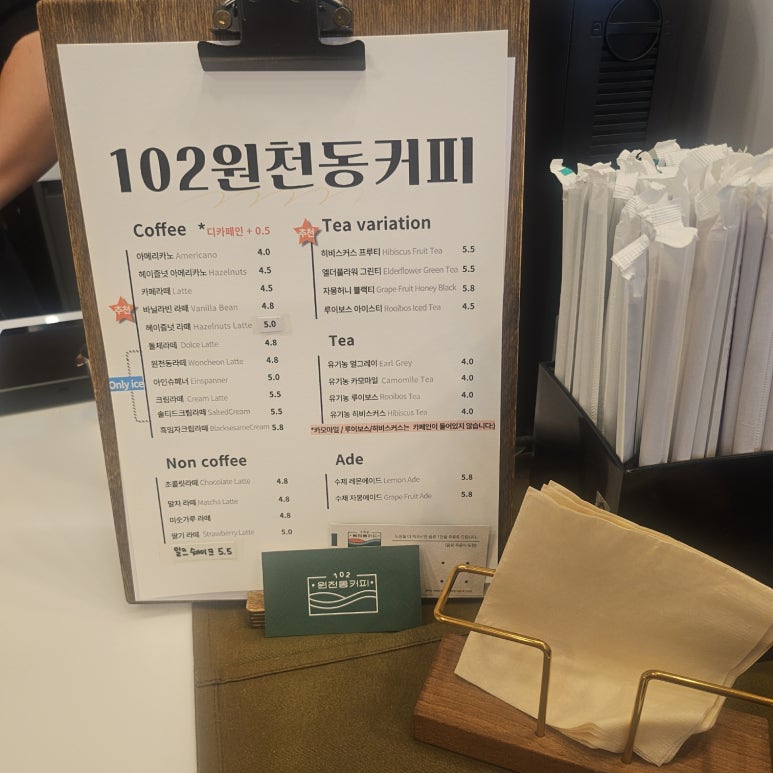 102원천동커피
Coffee *디카페인 + 0.5
아메리카노 Americano 4.0
헤이즐넛 아메리카노 Hazelnuts 4.5
카페라떼 Latte 4.5
추천 바닐라빈 라떼 Vanilla Bean 4.8
헤이즐넛 라떼 Hazelnuts Latte 5.0
돌체라떼 Dolce Latte 4.8
원천동라떼 Woncheon Latte 4.8
Only ice
아인슈페너 Einspanner 5.0
크림라떼 Cream Latte 5.5
솔티드크림라떼 SaltedCream 5.5
흑임자크림라떼 BlacksesameCream 5.8
Non coffee
초콜릿라떼 Chocolate Latte 4.8
말차 라떼 Matcha Latte 4.8
미숫가루 라떼 4.8
딸기 라떼 Strawberry Latte 5.0
밀크 쉐이크 5.5
추천 Tea variation
히비스커스 프루티 Hibiscus Fruit Tea 5.5
엘더플라워 그린티 Elderflower Green Tea 5.5
자몽허니 블랙티 Grape Fruit Honey Black 5.8
루이보스 아이스티 Rooibos Iced Tea 4.5
Tea
유기농 얼그레이 Earl Grey 4.0
유기농 카모마일 Camomile Tea 4.0
유기농 루이보스 Rooibos Tea 4.0
유기농 히비스커스 Hibiscus Tea 4.0
*카모마일 / 루이보스/히비스커스는 카페인이 들어있지 않습니다:)
Ade
수제 레몬에이드 Lemon Ade 5.8
수제 자몽에이드 Grape Fruit Ade 5.8
102
원천동커피